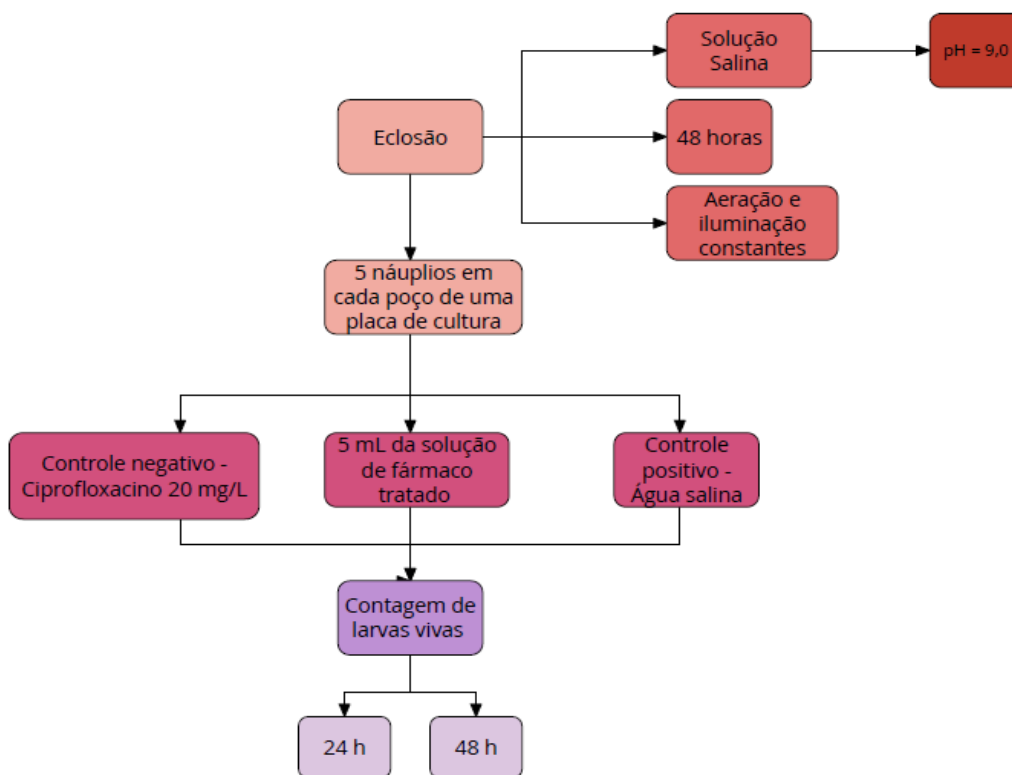 Solução
Salina
pH = 9,0
Eclosão
48 horas
Aeração e
iluminação
constantes
5 náuplios em
cada poço de uma
placa de cultura
Controle negativo -
Ciprofloxacino 20 mg/L
5 mL da solução
de fármaco
tratado
Controle
positivo -
Água salina
Contagem de
larvas vivas
24 h
48 h